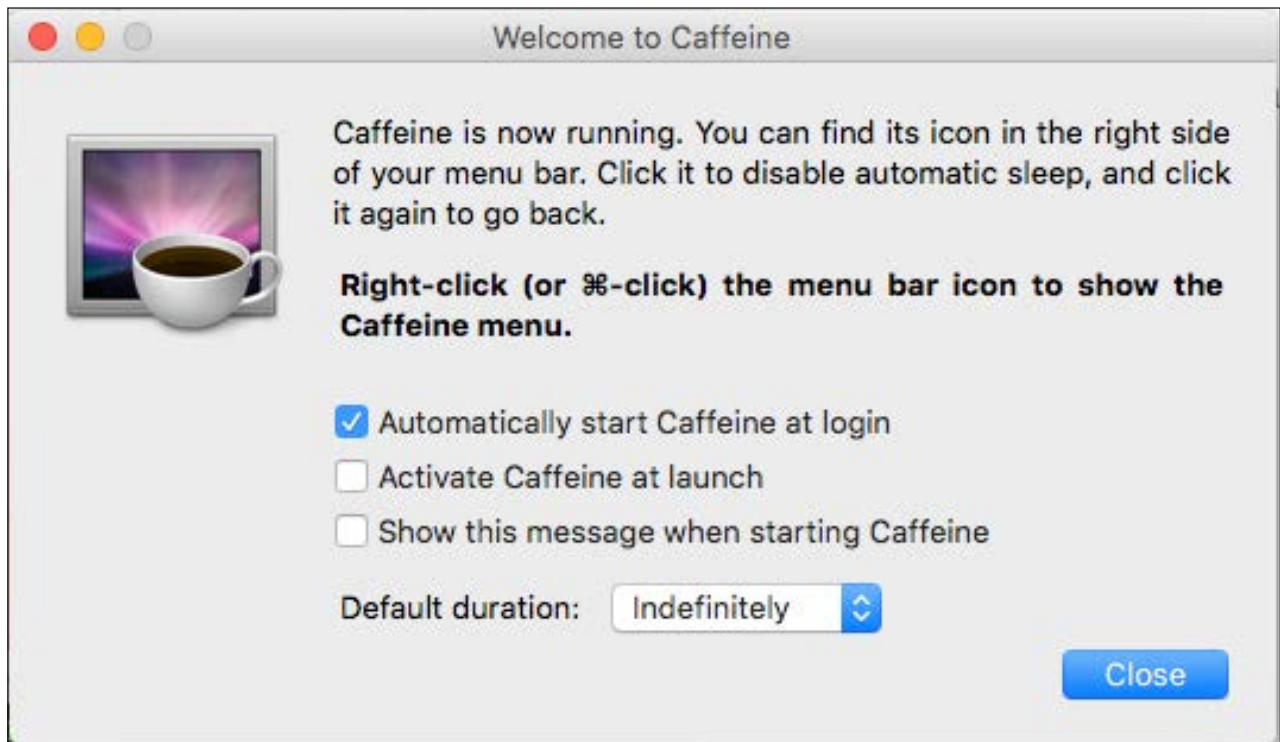 Welcome to Caffeine
Caffeine is now running. You can find its icon in the right side
of your menu bar. Click it to disable automatic sleep, and click
it again to go back.
Right-click (or ⌘-click) the menu bar icon to show the
Caffeine menu.
Automatically start Caffeine at login
Activate Caffeine at launch
Show this message when starting Caffeine
Default duration: Indefinitely
Close